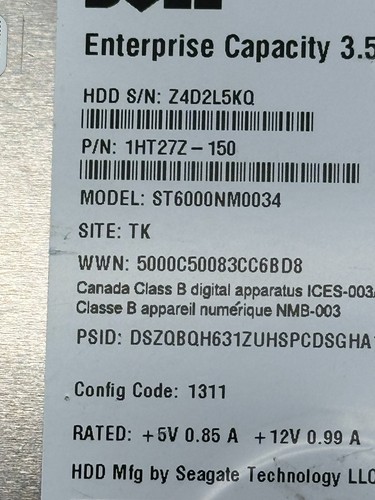 DELL
Enterprise Capacity 3.5
HDD S/N: Z4D2L5KQ
P/N: 1HT27Z-150
MODEL: ST6000NM0034
SITE: TK
WWN: 5000C50083CC6BD8
Canada Class B digital apparatus ICES-003/
Classe B appareil numérique NMB-003
PSID: DSZQBQH631ZUHSPCDSGHA
Config Code: 1311
RATED: +5V 0.85 A +12V 0.99 A
HDD Mfg by Seagate Technology LLC